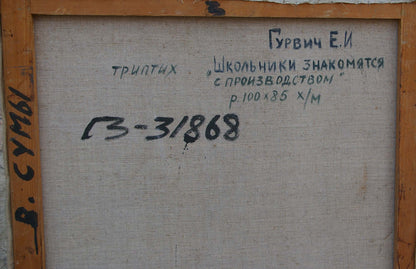 Гурвич Е.И
триптих „Школьники знакомятся
с производством"
р. 100х85 х/м
ГЗ-31868
В. СУМЫ